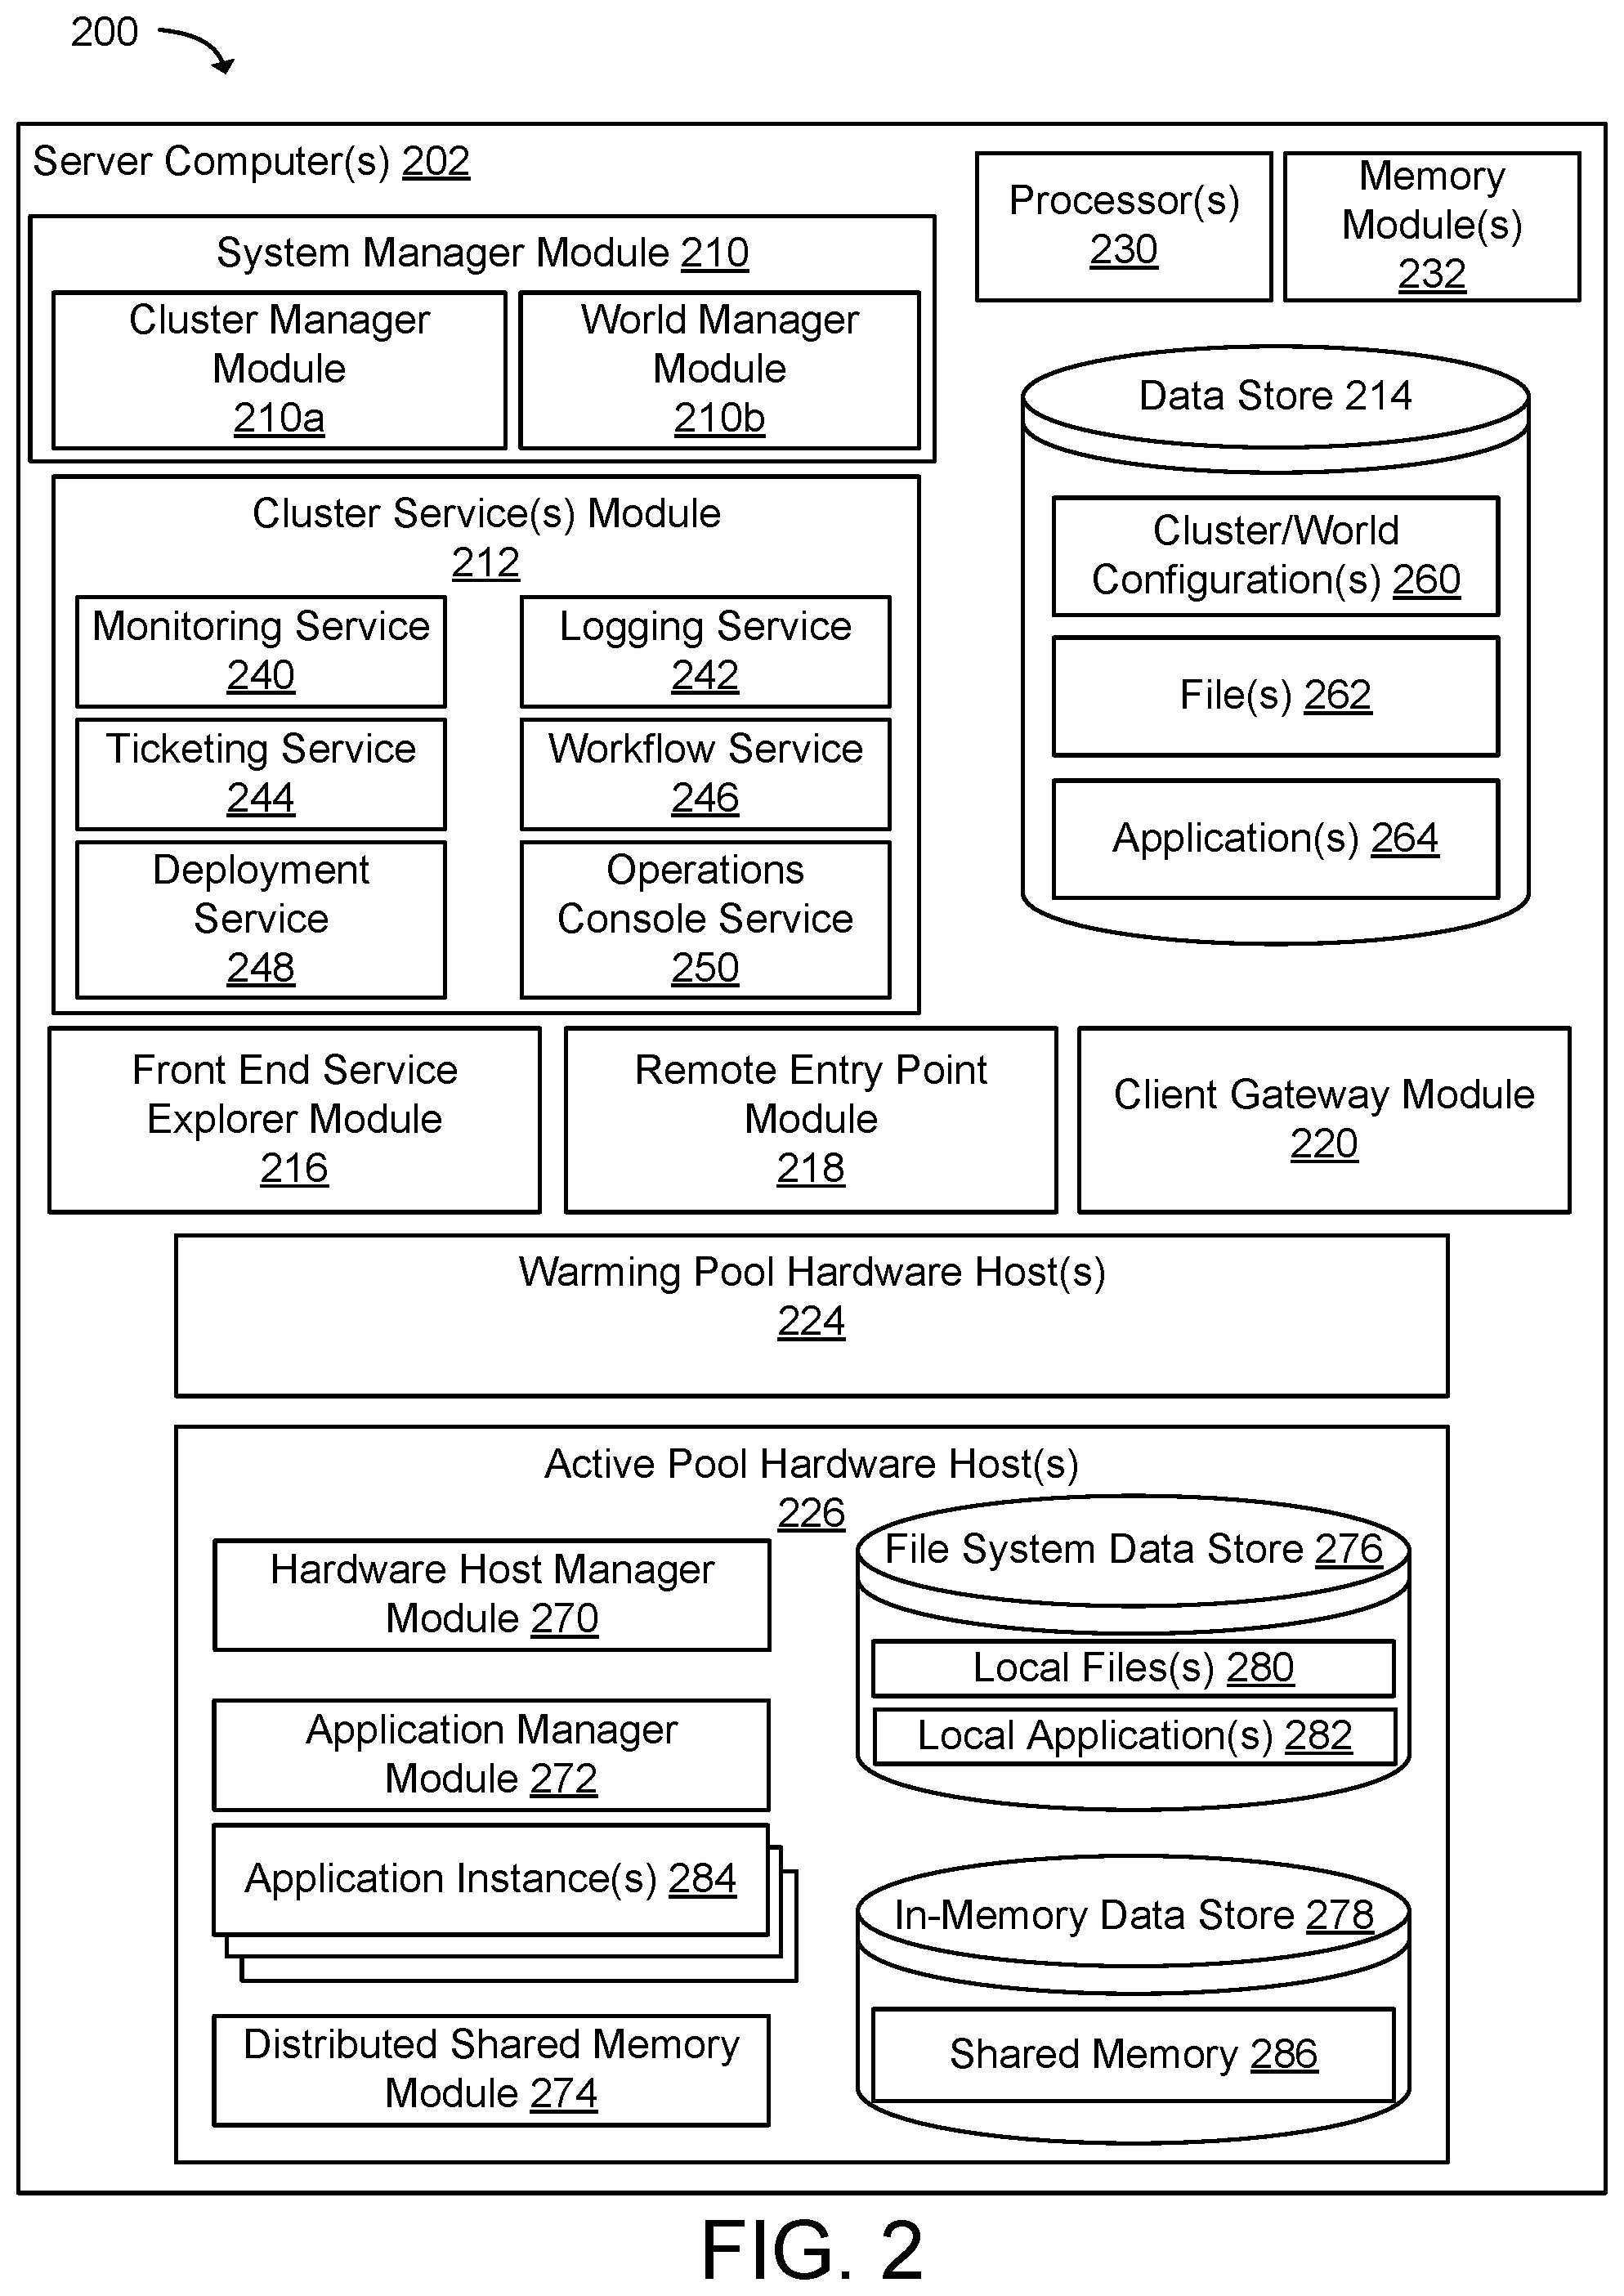 200
Server Computer(s) 202
System Manager Module 210
Cluster Manager
Module
210a
World Manager
Module
210b
Processor(s)
230
Memory
Module(s)
232
Data Store 214
Cluster/World
Configuration(s) 260
File(s) 262
Application(s) 264
Cluster Service(s) Module
212
Monitoring Service
240
Logging Service
242
Ticketing Service
244
Workflow Service
246
Deployment
Service
248
Operations
Console Service
250
Front End Service
Explorer Module
216
Remote Entry Point
Module
218
Client Gateway Module
220
Warming Pool Hardware Host(s)
224
Active Pool Hardware Host(s)
226
Hardware Host Manager
Module 270
Application Manager
Module 272
Application Instance(s) 284
Distributed Shared Memory
Module 274
File System Data Store 276
Local Files(s) 280
Local Application(s) 282
In-Memory Data Store 278
Shared Memory 286
FIG. 2